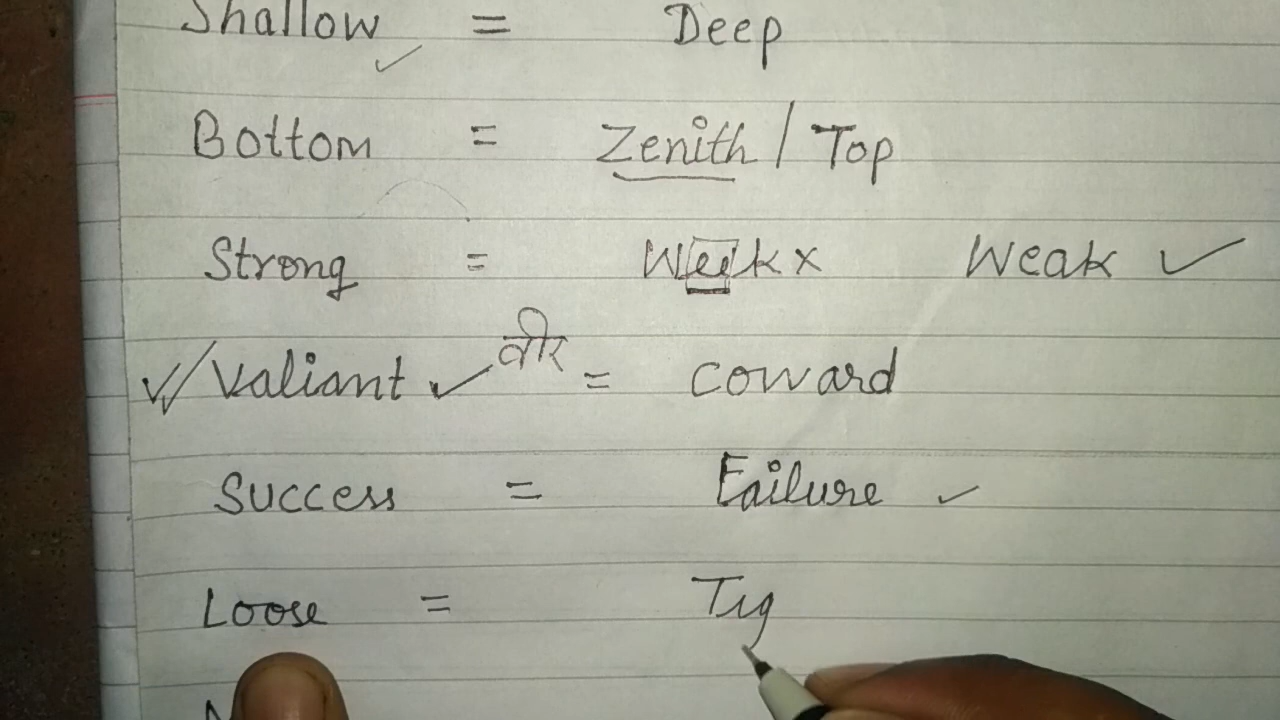 Shallow = Deep
Bottom = Zenith / Top
Strong = Week x Weak ✓
✓✓ Valiant ✓ वीर = Coward
Success = Failure ✓
Loose = Tig